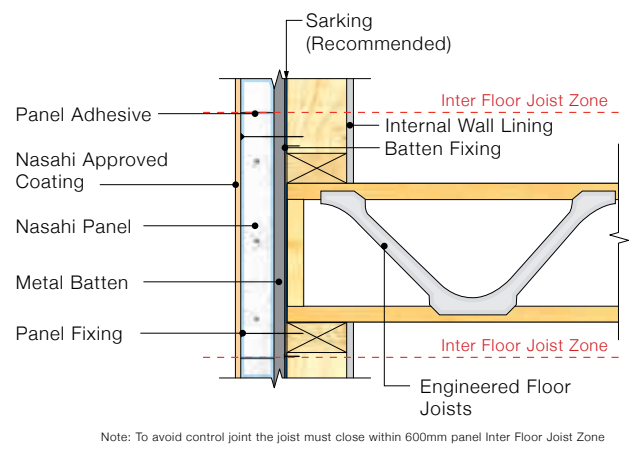 Sarking
(Recommended)
Inter Floor Joist Zone
Panel Adhesive
Internal Wall Lining
Batten Fixing
Nasahi Approved
Coating
Nasahi Panel
Metal Batten
Panel Fixing
Inter Floor Joist Zone
Engineered Floor
Joists
Note: To avoid control joint the joist must close within 600mm panel Inter Floor Joist Zone